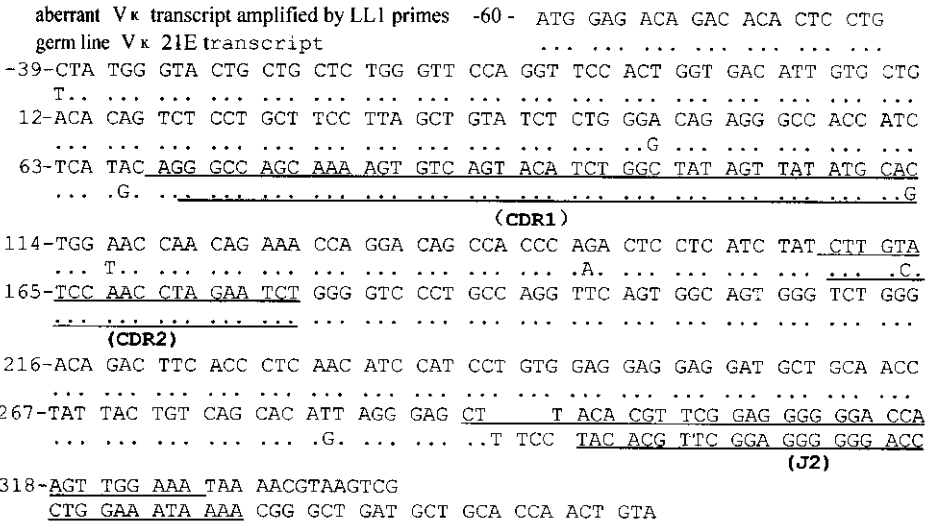 aberrant Vκ transcript amplified by LL1 primes -60 - ATG GAG ACA GAC ACA CTC CTG
germ line Vκ 21E transcript ... ... ... ... ... ... ...
-39-CTA TGG GTA CTG CTG CTC TGG GTT CCA GGT TCC ACT GGT GAC ATT GTG CTG
T.. ... ... ... ... ... ... ... ... ... ... ... ... ... ... ... ...
12-ACA CAG TCT CCT GCT TCC TTA GCT GTA TCT CTG GGA CAG AGG GCC ACC ATC
... ... ... ... ... ... ... ... ... ... ... ..G ... ... ... ... ...
63-TCA TAC AGG GCC AGC AAA AGT GTC AGT ACA TCT GGC TAT AGT TAT ATG CAC
... .G. ... ... ... ... ... ... ... ... ... ... ... ... ... ... ..G
(CDR1)
114-TGG AAC CAA CAG AAA CCA GGA CAG CCA CCC AGA CTC CTC ATC TAT CTT GTA
... T.. ... ... ... ... ... ... ... ... .A. ... ... ... ... ... .C.
165-TCC AAC CTA GAA TCT GGG GTC CCT GCC AGG TTC AGT GGC AGT GGG TCT GGG
... ... ... ... ... ... ... ... ... ... ... ... ... ... ... ... ...
(CDR2)
216-ACA GAC TTC ACC CTC AAC ATC CAT CCT GTG GAG GAG GAG GAT GCT GCA ACC
... ... ... ... ... ... ... ... ... ... ... ... ... ... ... ... ...
267-TAT TAC TGT CAG CAC ATT AGG GAG CT T ACA CGT TCG GAG GGG GGA CCA
... ... ... ... ... .G. ... ... ..T TCC TACACG TTC GGA GGG GGG ACC
(J2)
318-AGT TGG AAA TAA AACGTAAGTCG
CTG GAA ATA AAA CGG GCT GAT GCT GCA CCA ACT GTA